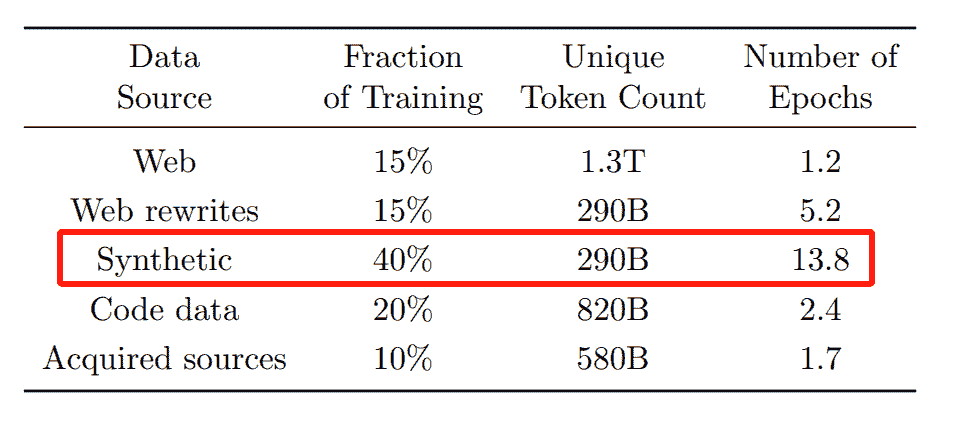 Data Source Fraction of Training Unique Token Count Number of Epochs
Web 15% 1.3T 1.2
Web rewrites 15% 290B 5.2
Synthetic 40% 290B 13.8
Code data 20% 820B 2.4
Acquired sources 10% 580B 1.7